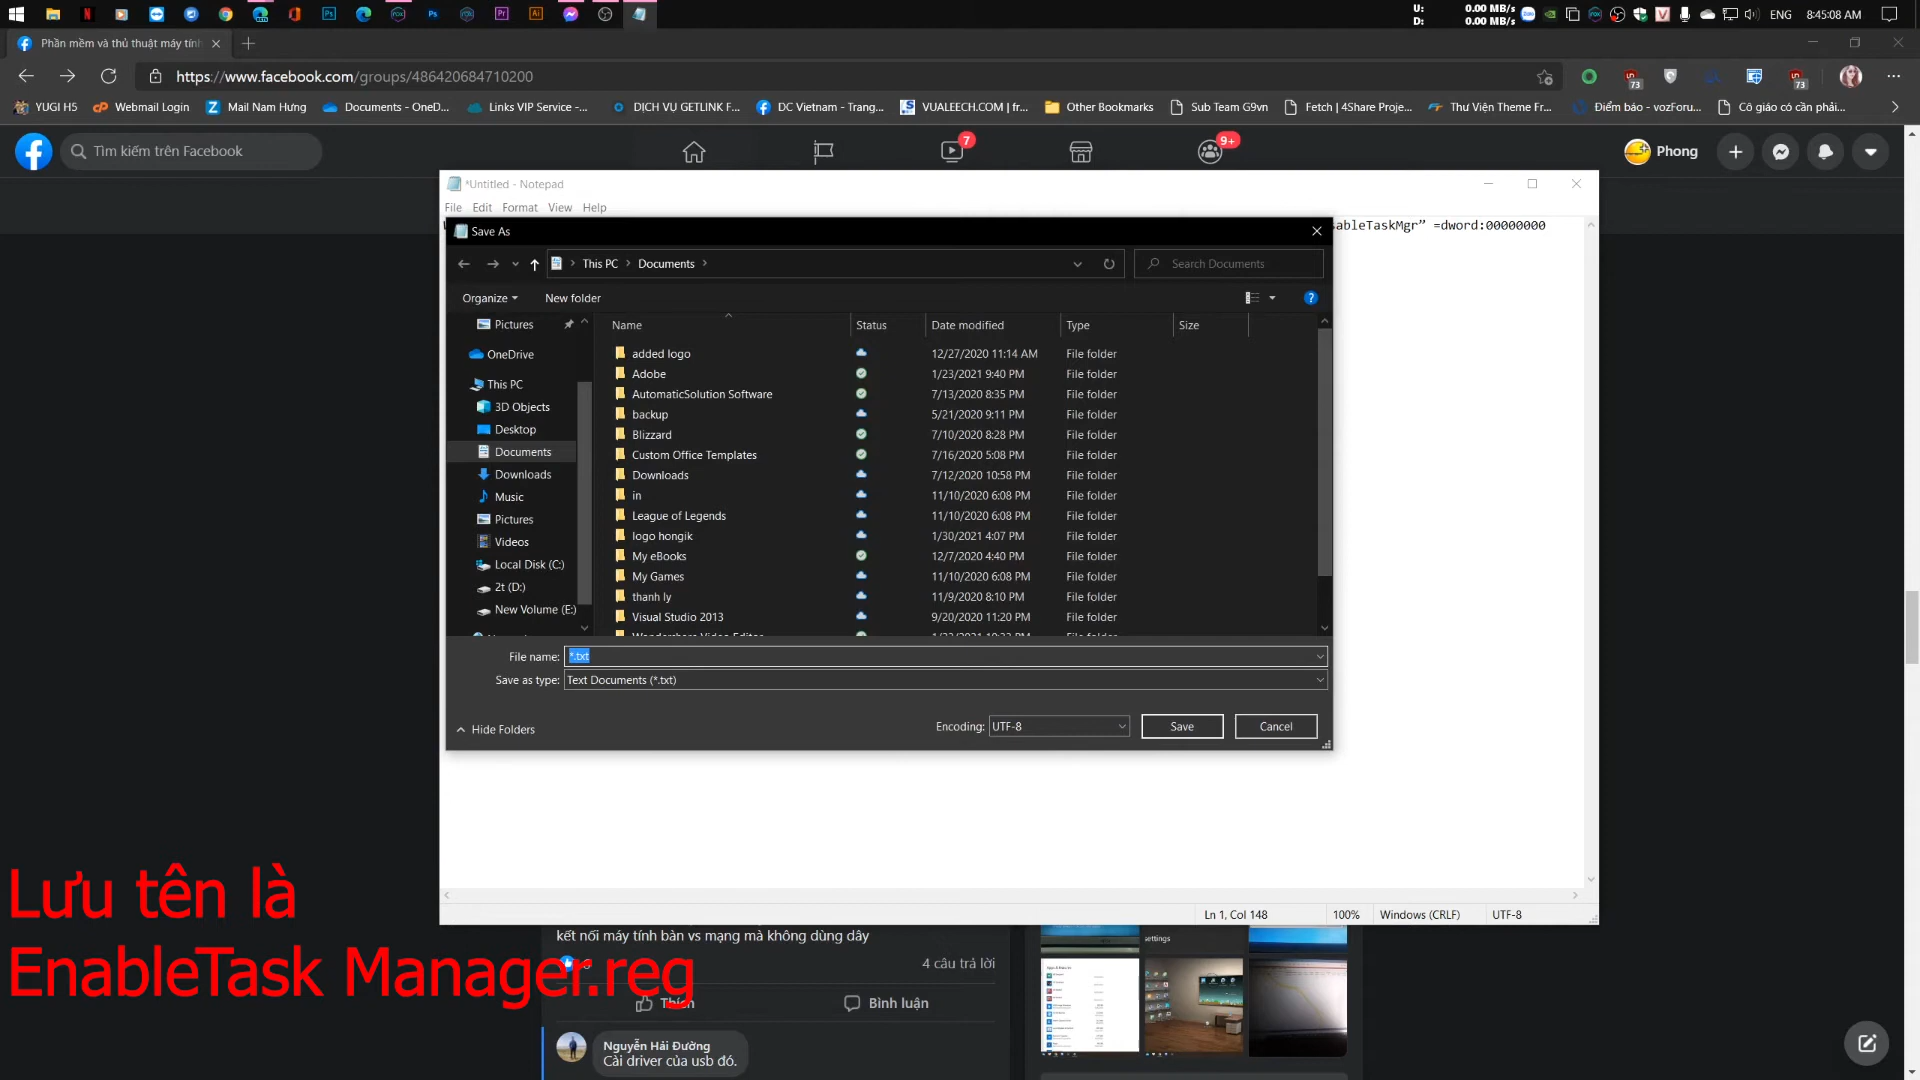 U: 0.00 MB/s
D: 0.00 MB/s
ENG 8:45:08 AM
Phần mềm và thủ thuật máy tính
https://www.facebook.com/groups/486420684710200
73
73
YUGI H5
Webmail Login
Mail Nam Hưng
Documents - OneD...
Links VIP Service -...
DỊCH VỤ GETLINK F...
DC Vietnam - Trang...
VUALEECH.COM | fr...
Other Bookmarks
Sub Team G9vn
Fetch | 4Share Proje...
Thư Viện Theme Fr...
Điểm báo - vozForu...
Cô giáo có cần phải...
Tìm kiếm trên Facebook
7
9+
Phong
*Untitled - Notepad
File Edit Format View Help
ableTaskMgr” =dword:00000000
Save As
This PC
Documents
Search Documents
Organize
New folder
Name Status Date modified Type Size
Pictures
OneDrive
This PC
3D Objects
Desktop
Documents
Downloads
Music
Pictures
Videos
Local Disk (C:)
2t (D:)
New Volume (E:)
added logo 12/27/2020 11:14 AM File folder
Adobe 1/23/2021 9:40 PM File folder
AutomaticSolution Software 7/13/2020 8:35 PM File folder
backup 5/21/2020 9:11 PM File folder
Blizzard 7/10/2020 8:28 PM File folder
Custom Office Templates 7/16/2020 5:08 PM File folder
Downloads 7/12/2020 10:58 PM File folder
in 11/10/2020 6:08 PM File folder
League of Legends 11/10/2020 6:08 PM File folder
logo hongik 1/30/2021 4:07 PM File folder
My eBooks 12/7/2020 4:40 PM File folder
My Games 11/10/2020 6:08 PM File folder
thanh ly 11/9/2020 8:10 PM File folder
Visual Studio 2013 9/20/2020 11:20 PM File folder
File name: *.txt
Save as type: Text Documents (*.txt)
Hide Folders
Encoding: UTF-8
Save
Cancel
Ln 1, Col 148
100%
Windows (CRLF)
UTF-8
Lưu tên là
EnableTask Manager.reg
kết nối máy tính bàn vs mạng mà không dùng dây
4 câu trả lời
Thích
Bình luận
Nguyễn Hải Đường
Cài driver của usb đó.